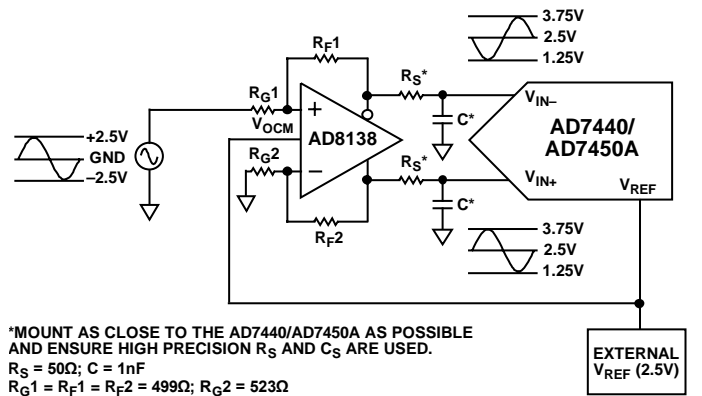 3.75V
2.5V
1.25V
RF1
RS*
RG1
VIN–
+
VOCM
C*
AD7440/
AD7450A
AD8138
+2.5V
GND
–2.5V
RG2
RS*
VIN+
VREF
–
C*
RF2
3.75V
2.5V
1.25V
*MOUNT AS CLOSE TO THE AD7440/AD7450A AS POSSIBLE
AND ENSURE HIGH PRECISION RS AND CS ARE USED.
RS = 50Ω; C = 1nF
RG1 = RF1 = RF2 = 499Ω; RG2 = 523Ω
EXTERNAL
VREF (2.5V)